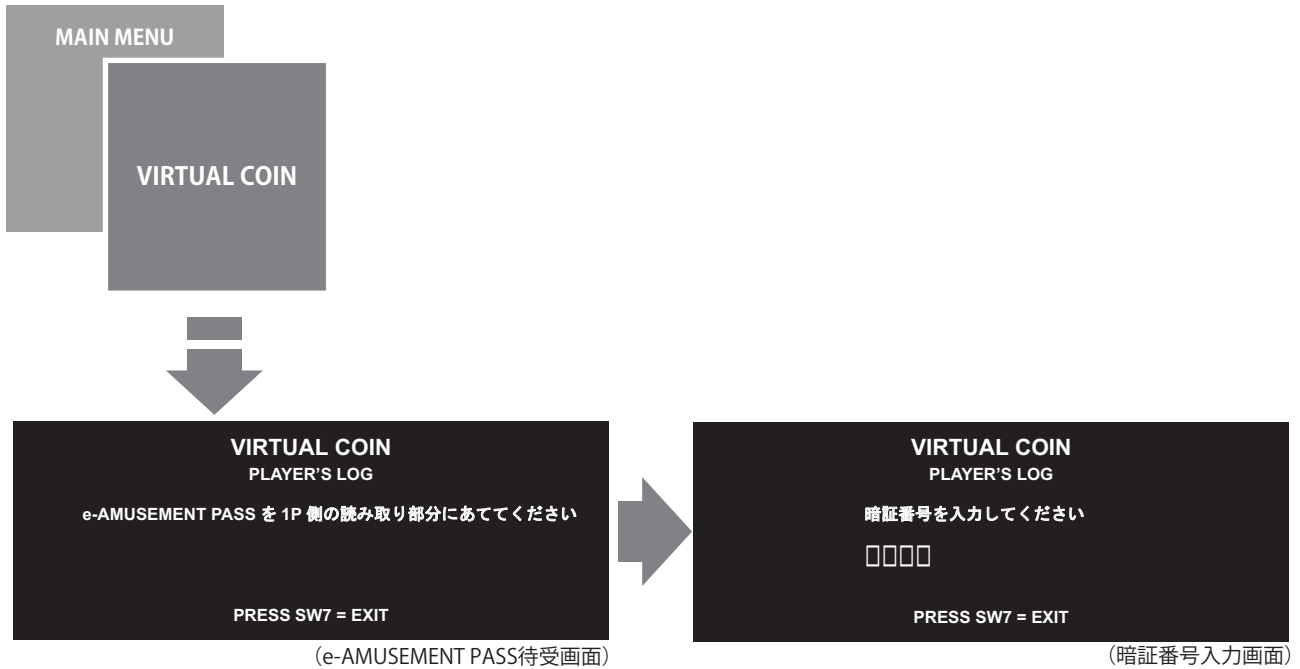 MAIN MENU
VIRTUAL COIN
VIRTUAL COIN
PLAYER'S LOG
e-AMUSEMENT PASS を 1P 側の読み取り部分にあててください
PRESS SW7 = EXIT
(e-AMUSEMENT PASS待受画面)
VIRTUAL COIN
PLAYER'S LOG
暗証番号を入力してください
□□□□
PRESS SW7 = EXIT
(暗証番号入力画面)